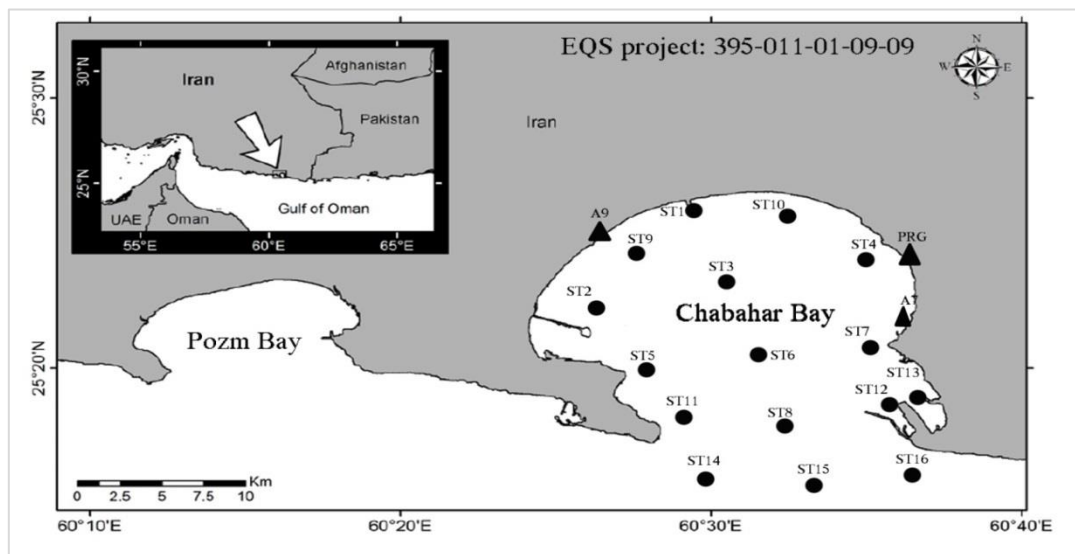 EQS project: 395-011-01-09-09
N
W E
S
25°30'N
25°20'N
30°N
25°N
Iran
Afghanistan
Pakistan
UAE
Oman
Gulf of Oman
55°E 60°E 65°E
Iran
A9
ST1
ST10
ST9
ST4
PRG
ST3
ST2
Chabahar Bay
A7
Pozm Bay
ST7
ST6
ST5
ST13
ST12
ST11
ST8
ST14
ST15
ST16
Km
0 2.5 5 7.5 10
60°10'E 60°20'E 60°30'E 60°40'E